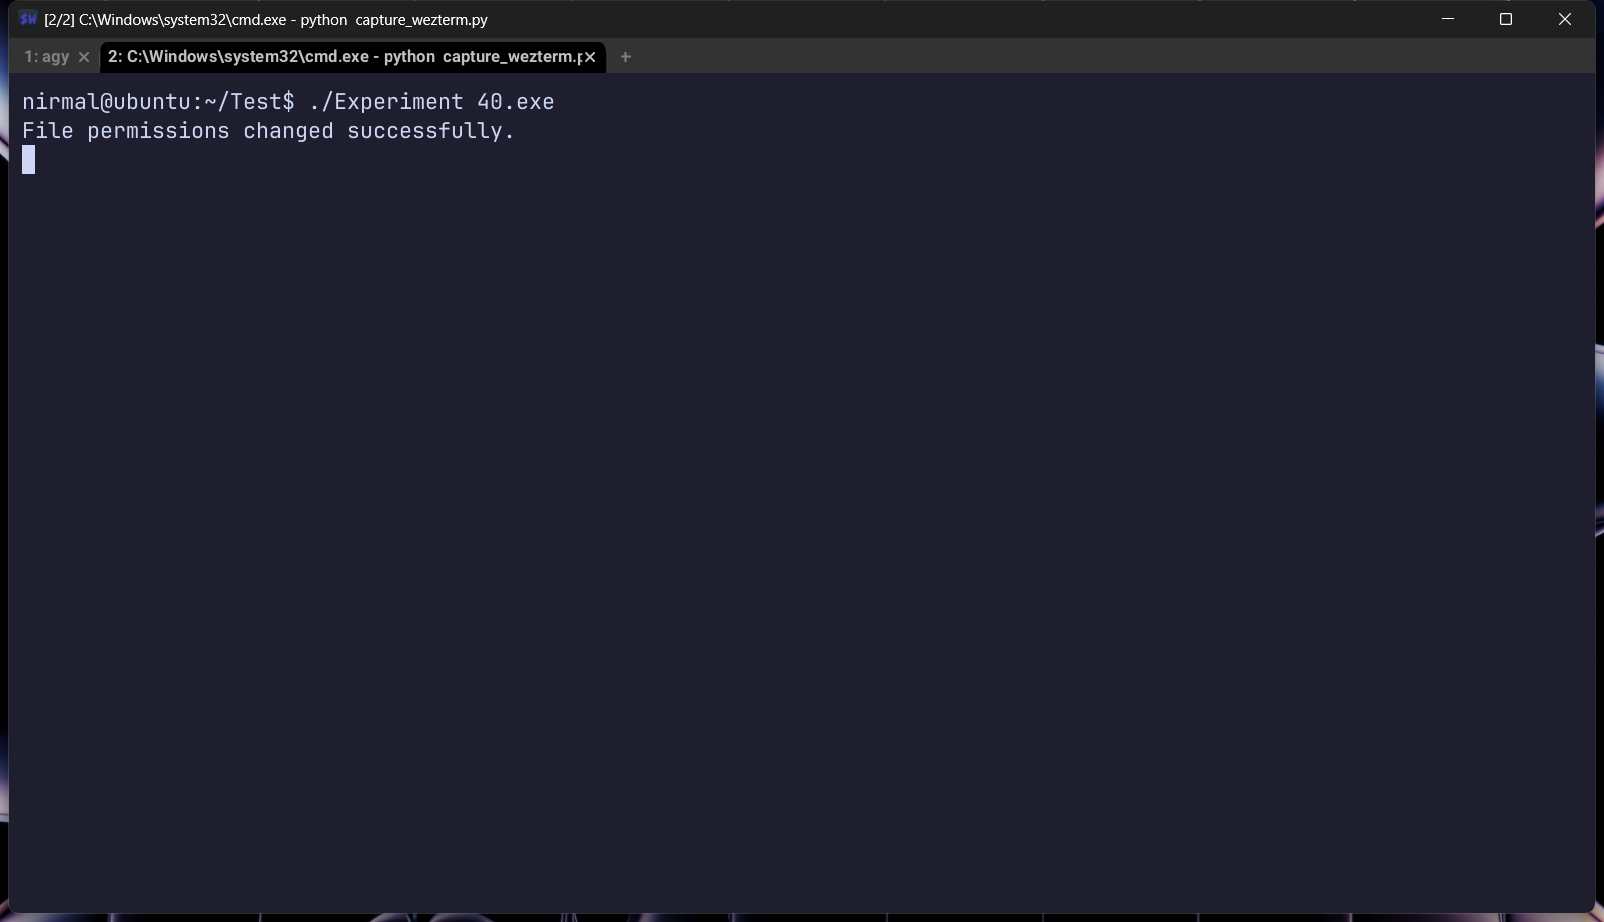 $W [2/2] C:\Windows\system32\cmd.exe - python  capture_wezterm.py
1: agy
2: C:\Windows\system32\cmd.exe - python  capture_wezterm.p
nirmal@ubuntu:~/Test$ ./Experiment 40.exe
File permissions changed successfully.